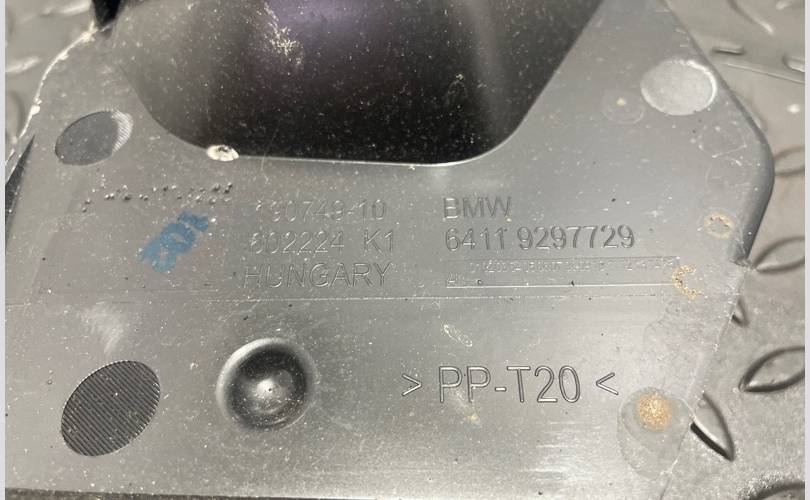 190749-10
BMW
602224 K1
6411 9297729
HUNGARY
> PP-T20 <